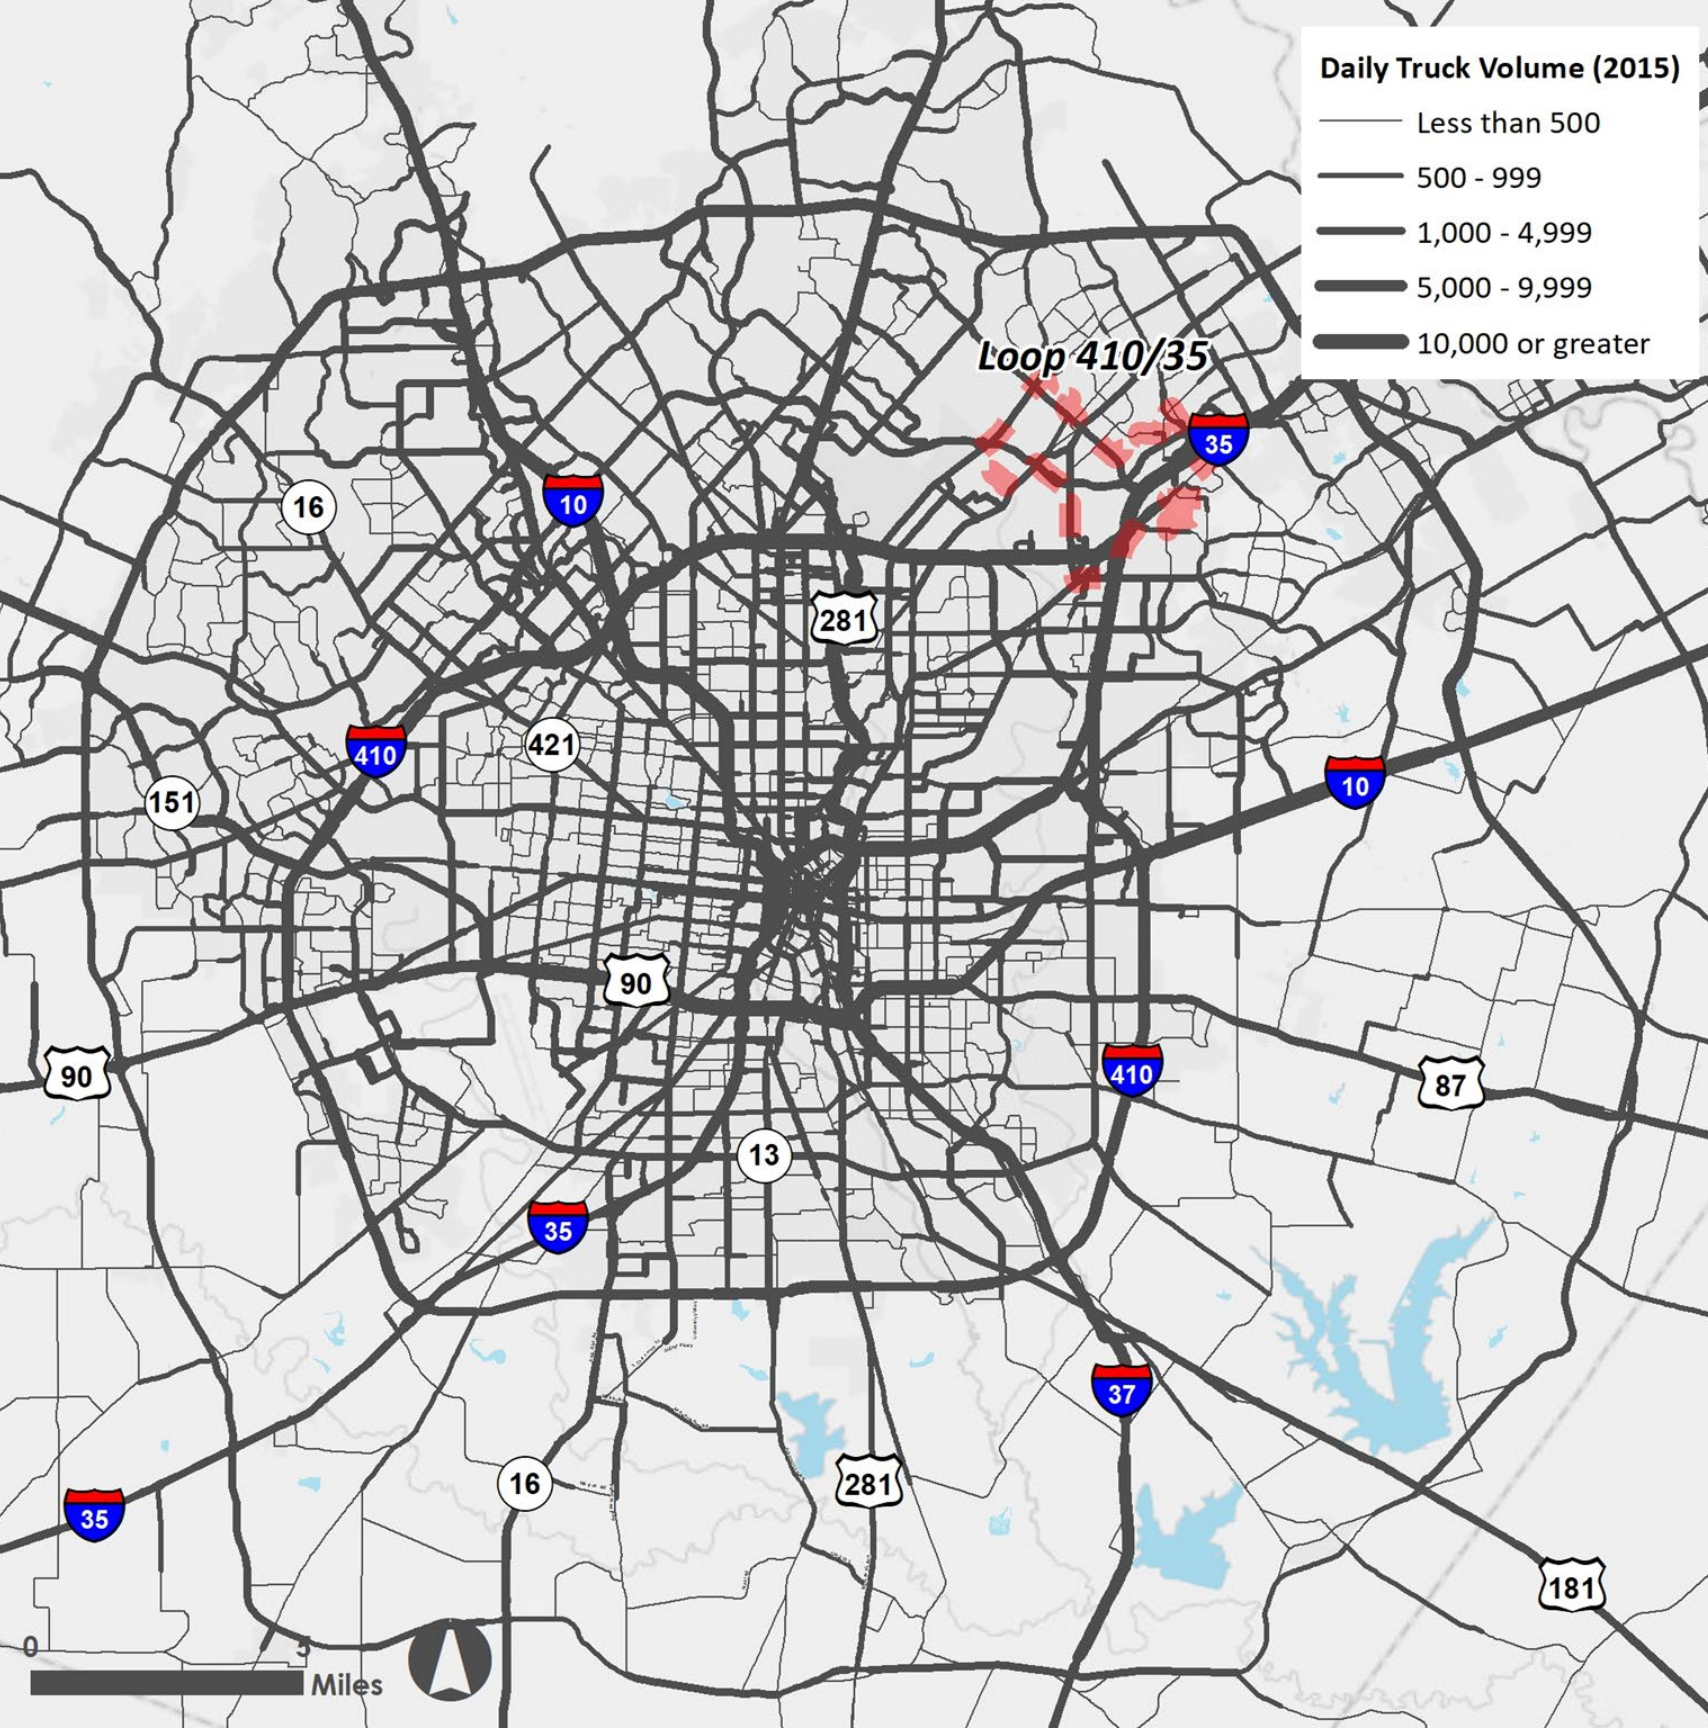 Daily Truck Volume (2015)
Less than 500
500 - 999
1,000 - 4,999
5,000 - 9,999
10,000 or greater
Loop 410/35
35
16
10
281
410
421
151
10
90
90
410
87
13
35
37
16
281
35
181
0 5
Miles